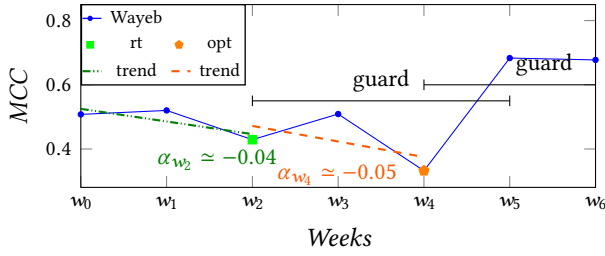 0.8
Wayeb
rt opt
trend trend
guard
guard
0.6
0.4
MCC
α_{w_2} ≃ −0.04
α_{w_4} ≃ −0.05
w_0 w_1 w_2 w_3 w_4 w_5 w_6
Weeks